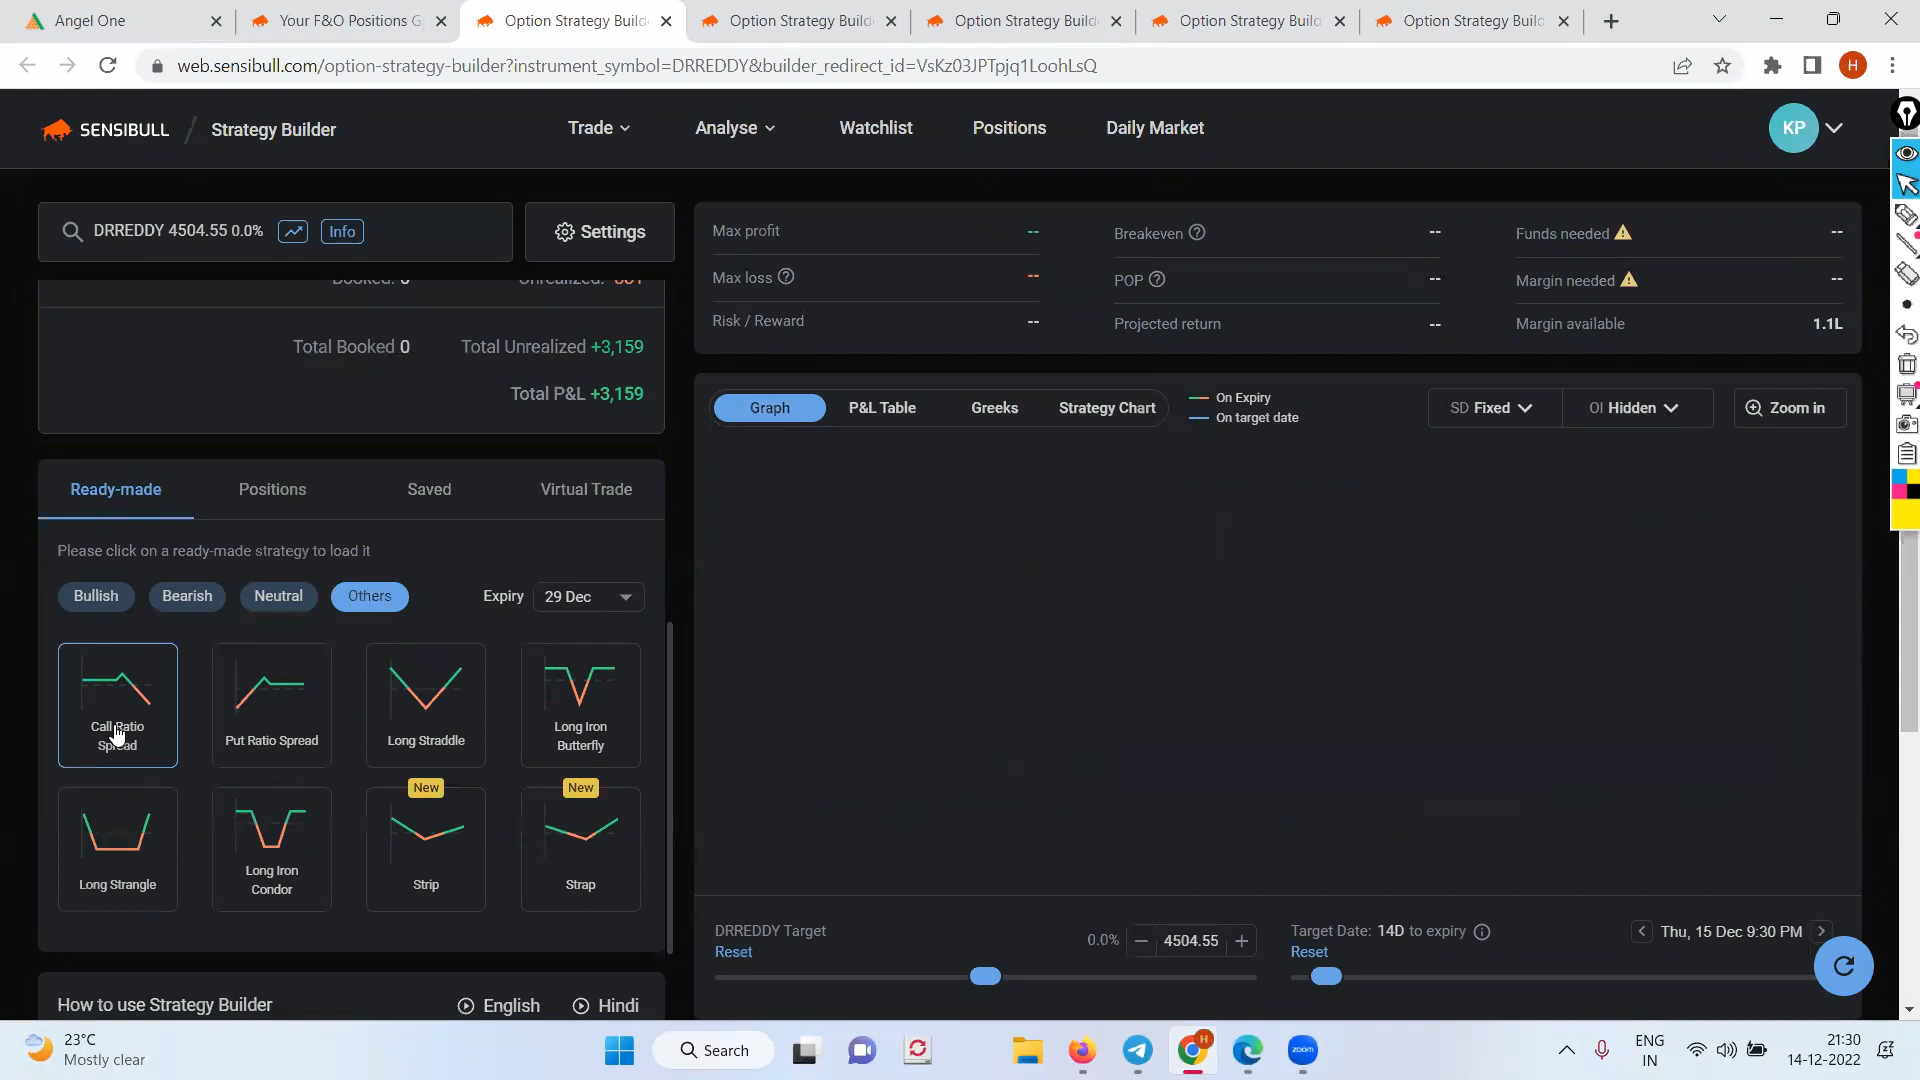 Angel One
Your F&O Positions G
Option Strategy Build
Option Strategy Build
Option Strategy Build
Option Strategy Build
Option Strategy Build
web.sensibull.com/option-strategy-builder?instrument_symbol=DRREDDY&builder_redirect_id=VsKz03JPTpjq1LoohLsQ
H
SENSIBULL / Strategy Builder
Trade
Analyse
Watchlist
Positions
Daily Market
KP
DRREDDY 4504.55 0.0% Info
Settings
Booked: 0 Unrealized:
Total Booked 0 Total Unrealized +3,159
Total P&L +3,159
Max profit --
Max loss --
Risk / Reward --
Breakeven --
POP --
Projected return --
Funds needed --
Margin needed --
Margin available 1.1L
Graph P&L Table Greeks Strategy Chart
On Expiry
On target date
SD Fixed
OI Hidden
Zoom in
Ready-made Positions Saved Virtual Trade
Please click on a ready-made strategy to load it
Bullish Bearish Neutral Others Expiry 29 Dec
Call Ratio
Spread
Put Ratio Spread
Long Straddle
Long Iron
Butterfly
Long Strangle
Long Iron
Condor
New
Strip
New
Strap
How to use Strategy Builder English Hindi
DRREDDY Target
Reset
0.0% 4504.55
Target Date: 14D to expiry
Reset
Thu, 15 Dec 9:30 PM
23°C
Mostly clear
Search
H
zoom
ENG
IN
21:30
14-12-2022